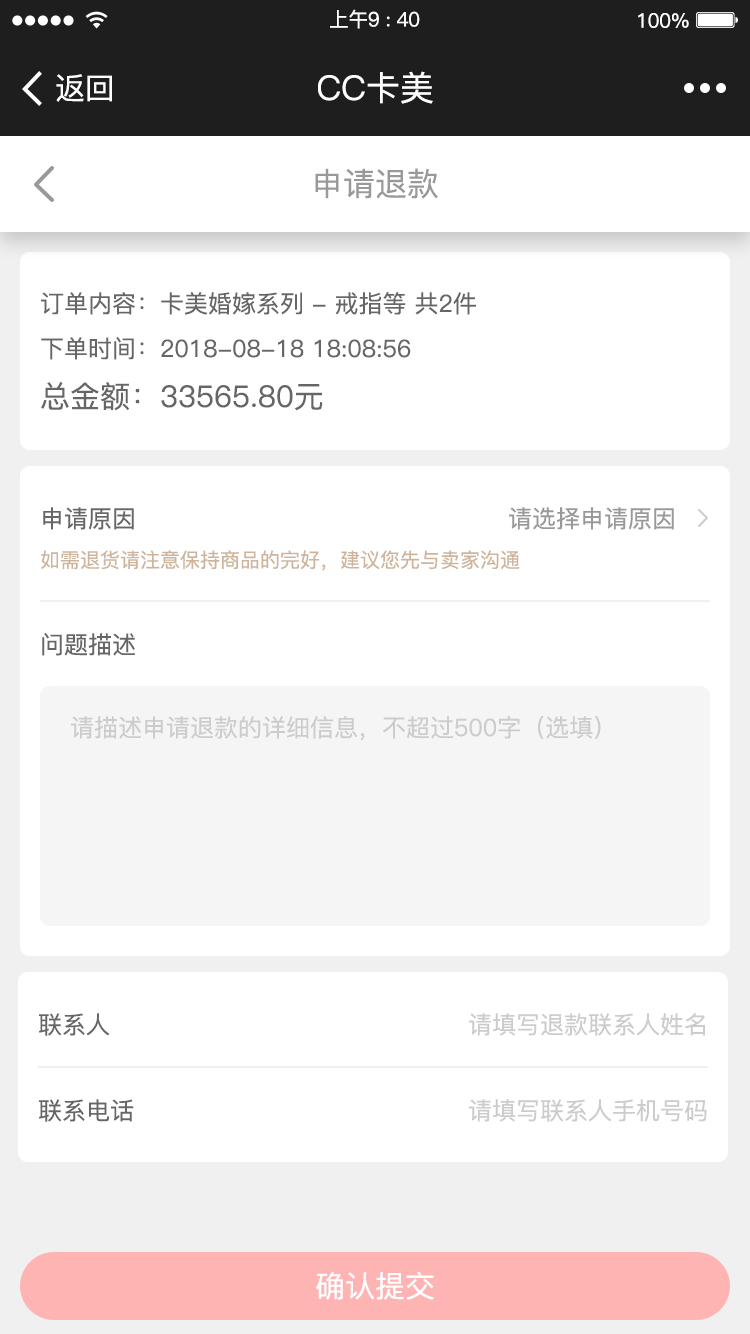 上午9 : 40
100%
返回
CC卡美
申请退款
订单内容：卡美婚嫁系列 - 戒指等 共2件
下单时间：2018-08-18 18:08:56
总金额：33565.80元
申请原因
请选择申请原因
如需退货请注意保持商品的完好，建议您先与卖家沟通
问题描述
请描述申请退款的详细信息，不超过500字（选填）
联系人
请填写退款联系人姓名
联系电话
请填写联系人手机号码
确认提交